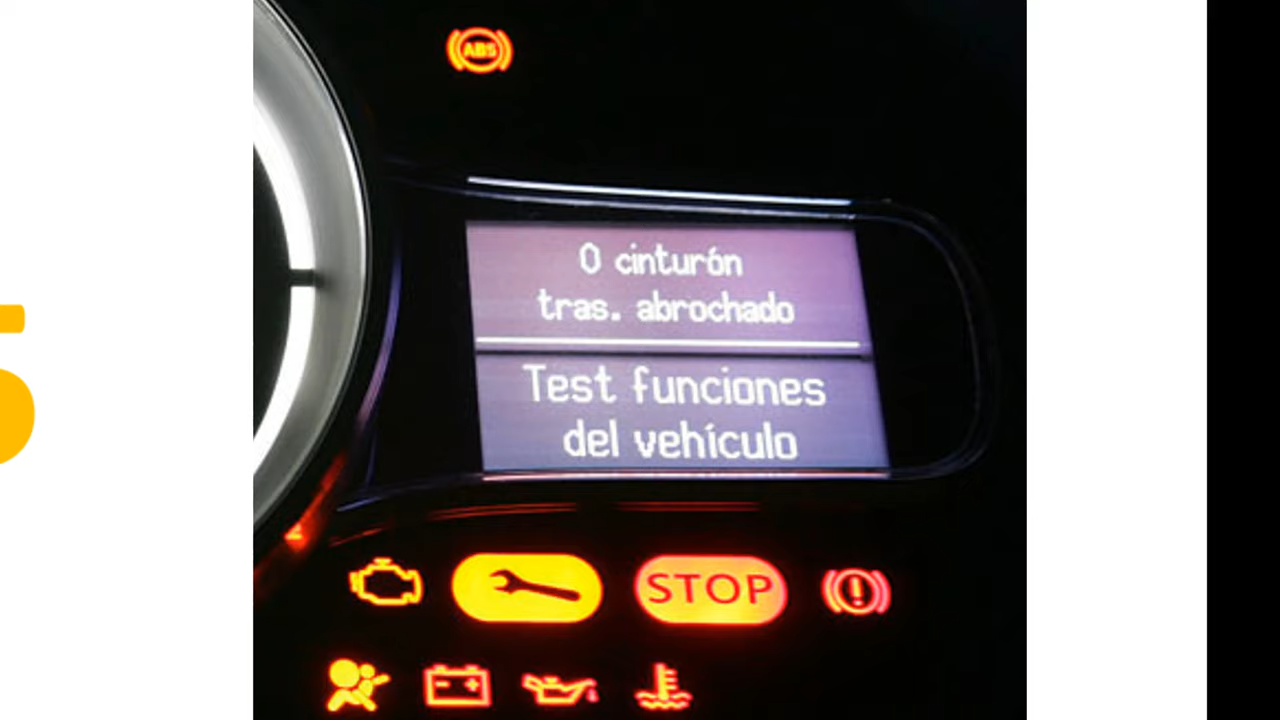 ABS
0 cinturón
tras. abrochado
Test funciones
del vehículo
STOP